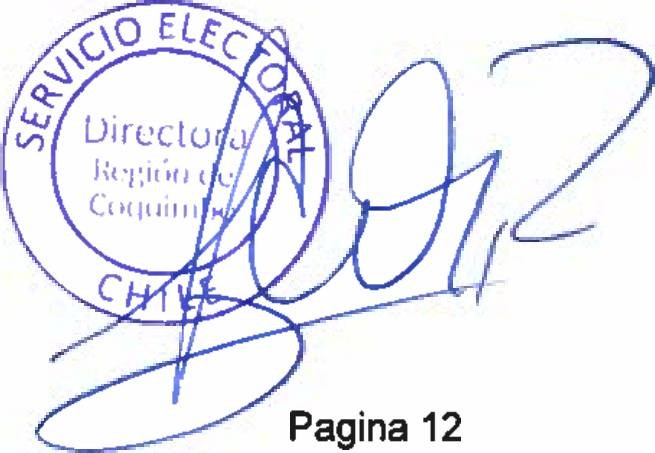 SERVICIO ELECTORAL
Directora
Región de
Coquimbo
CHILE
Pagina 12